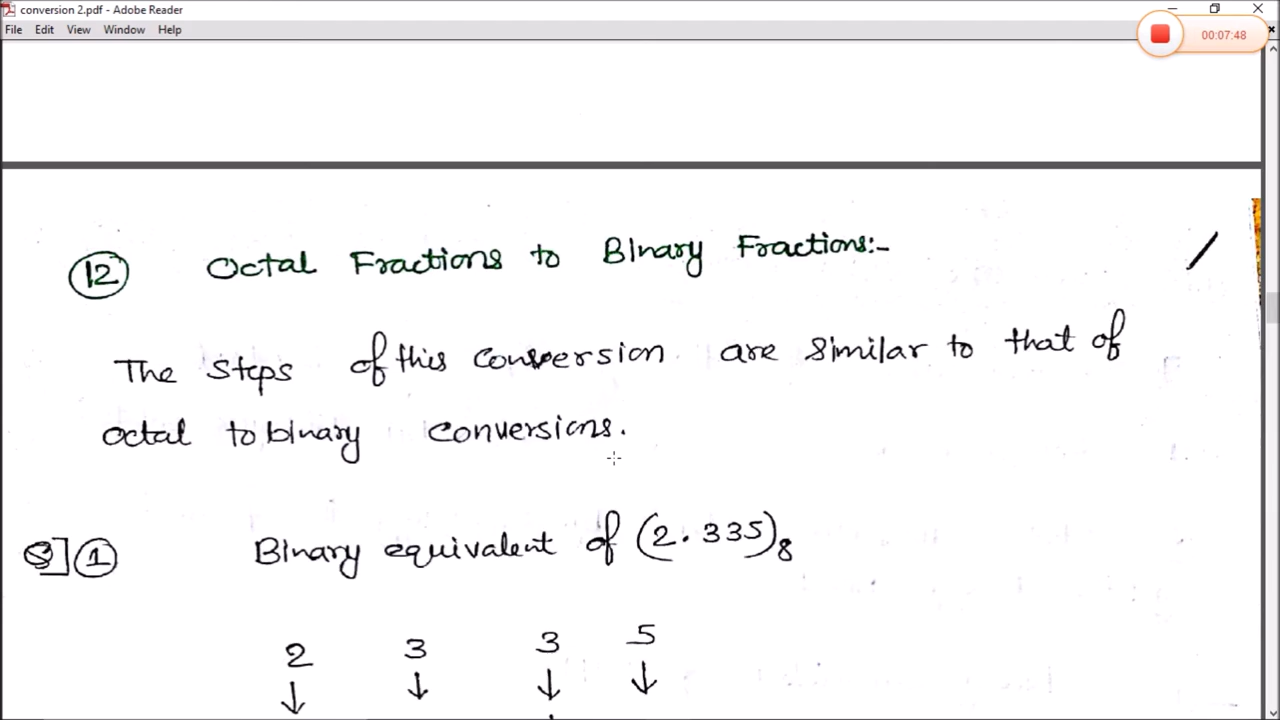 conversion 2.pdf - Adobe Reader
File Edit View Window Help
00:07:48
12 Octal Fractions to Binary Fractions:-
The Steps of this conversion are similar to that of
octal to binary conversions.
Q] 1 Binary equivalent of (2.335)8
2 3 3 5
↓ ↓ ↓ ↓